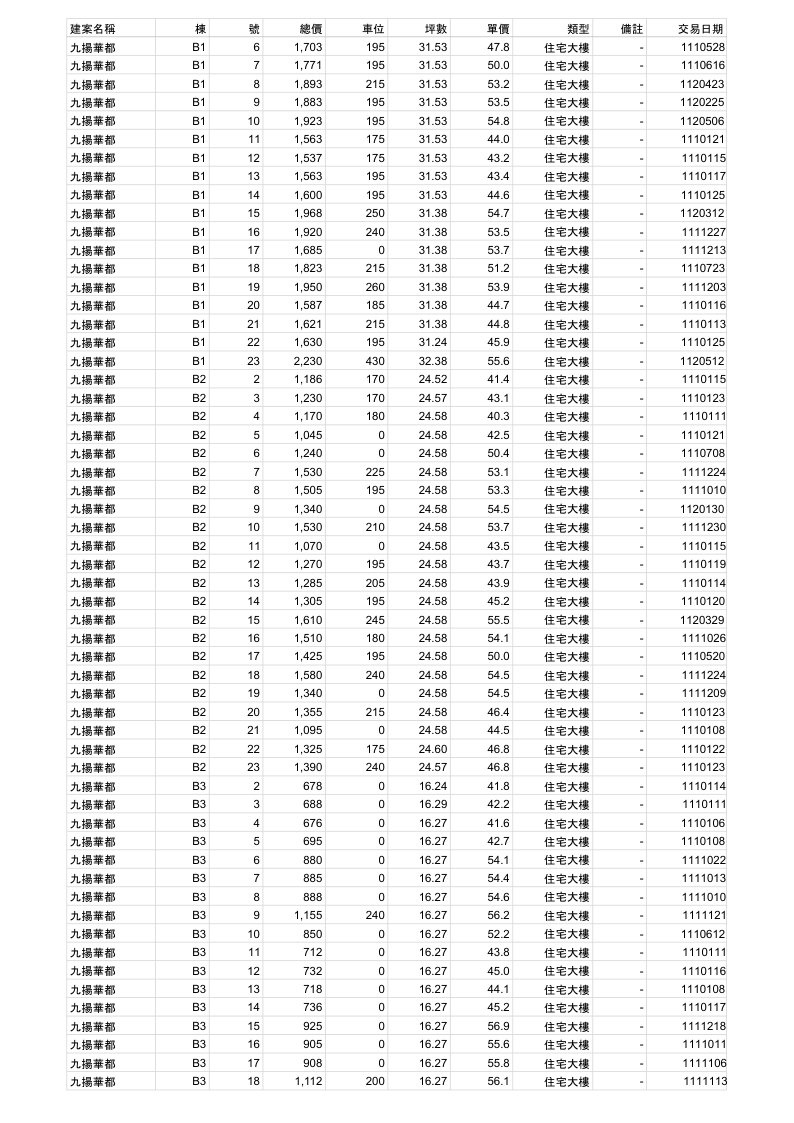 建案名稱 棟 號 總價 車位 坪數 單價 類型 備註 交易日期
九揚華都 B1 6 1,703 195 31.53 47.8 住宅大樓 - 1110528
九揚華都 B1 7 1,771 195 31.53 50.0 住宅大樓 - 1110616
九揚華都 B1 8 1,893 215 31.53 53.2 住宅大樓 - 1120423
九揚華都 B1 9 1,883 195 31.53 53.5 住宅大樓 - 1120225
九揚華都 B1 10 1,923 195 31.53 54.8 住宅大樓 - 1120506
九揚華都 B1 11 1,563 175 31.53 44.0 住宅大樓 - 1110121
九揚華都 B1 12 1,537 175 31.53 43.2 住宅大樓 - 1110115
九揚華都 B1 13 1,563 195 31.53 43.4 住宅大樓 - 1110117
九揚華都 B1 14 1,600 195 31.53 44.6 住宅大樓 - 1110125
九揚華都 B1 15 1,968 250 31.38 54.7 住宅大樓 - 1120312
九揚華都 B1 16 1,920 240 31.38 53.5 住宅大樓 - 1111227
九揚華都 B1 17 1,685 0 31.38 53.7 住宅大樓 - 1111213
九揚華都 B1 18 1,823 215 31.38 51.2 住宅大樓 - 1110723
九揚華都 B1 19 1,950 260 31.38 53.9 住宅大樓 - 1111203
九揚華都 B1 20 1,587 185 31.38 44.7 住宅大樓 - 1110116
九揚華都 B1 21 1,621 215 31.38 44.8 住宅大樓 - 1110113
九揚華都 B1 22 1,630 195 31.24 45.9 住宅大樓 - 1110125
九揚華都 B1 23 2,230 430 32.38 55.6 住宅大樓 - 1120512
九揚華都 B2 2 1,186 170 24.52 41.4 住宅大樓 - 1110115
九揚華都 B2 3 1,230 170 24.57 43.1 住宅大樓 - 1110123
九揚華都 B2 4 1,170 180 24.58 40.3 住宅大樓 - 1110111
九揚華都 B2 5 1,045 0 24.58 42.5 住宅大樓 - 1110121
九揚華都 B2 6 1,240 0 24.58 50.4 住宅大樓 - 1110708
九揚華都 B2 7 1,530 225 24.58 53.1 住宅大樓 - 1111224
九揚華都 B2 8 1,505 195 24.58 53.3 住宅大樓 - 1111010
九揚華都 B2 9 1,340 0 24.58 54.5 住宅大樓 - 1120130
九揚華都 B2 10 1,530 210 24.58 53.7 住宅大樓 - 1111230
九揚華都 B2 11 1,070 0 24.58 43.5 住宅大樓 - 1110115
九揚華都 B2 12 1,270 195 24.58 43.7 住宅大樓 - 1110119
九揚華都 B2 13 1,285 205 24.58 43.9 住宅大樓 - 1110114
九揚華都 B2 14 1,305 195 24.58 45.2 住宅大樓 - 1110120
九揚華都 B2 15 1,610 245 24.58 55.5 住宅大樓 - 1120329
九揚華都 B2 16 1,510 180 24.58 54.1 住宅大樓 - 1111026
九揚華都 B2 17 1,425 195 24.58 50.0 住宅大樓 - 1110520
九揚華都 B2 18 1,580 240 24.58 54.5 住宅大樓 - 1111224
九揚華都 B2 19 1,340 0 24.58 54.5 住宅大樓 - 1111209
九揚華都 B2 20 1,355 215 24.58 46.4 住宅大樓 - 1110123
九揚華都 B2 21 1,095 0 24.58 44.5 住宅大樓 - 1110108
九揚華都 B2 22 1,325 175 24.60 46.8 住宅大樓 - 1110122
九揚華都 B2 23 1,390 240 24.57 46.8 住宅大樓 - 1110123
九揚華都 B3 2 678 0 16.24 41.8 住宅大樓 - 1110114
九揚華都 B3 3 688 0 16.29 42.2 住宅大樓 - 1110111
九揚華都 B3 4 676 0 16.27 41.6 住宅大樓 - 1110106
九揚華都 B3 5 695 0 16.27 42.7 住宅大樓 - 1110108
九揚華都 B3 6 880 0 16.27 54.1 住宅大樓 - 1111022
九揚華都 B3 7 885 0 16.27 54.4 住宅大樓 - 1111013
九揚華都 B3 8 888 0 16.27 54.6 住宅大樓 - 1111010
九揚華都 B3 9 1,155 240 16.27 56.2 住宅大樓 - 1111121
九揚華都 B3 10 850 0 16.27 52.2 住宅大樓 - 1110612
九揚華都 B3 11 712 0 16.27 43.8 住宅大樓 - 1110111
九揚華都 B3 12 732 0 16.27 45.0 住宅大樓 - 1110116
九揚華都 B3 13 718 0 16.27 44.1 住宅大樓 - 1110108
九揚華都 B3 14 736 0 16.27 45.2 住宅大樓 - 1110117
九揚華都 B3 15 925 0 16.27 56.9 住宅大樓 - 1111218
九揚華都 B3 16 905 0 16.27 55.6 住宅大樓 - 1111011
九揚華都 B3 17 908 0 16.27 55.8 住宅大樓 - 1111106
九揚華都 B3 18 1,112 200 16.27 56.1 住宅大樓 - 1111113